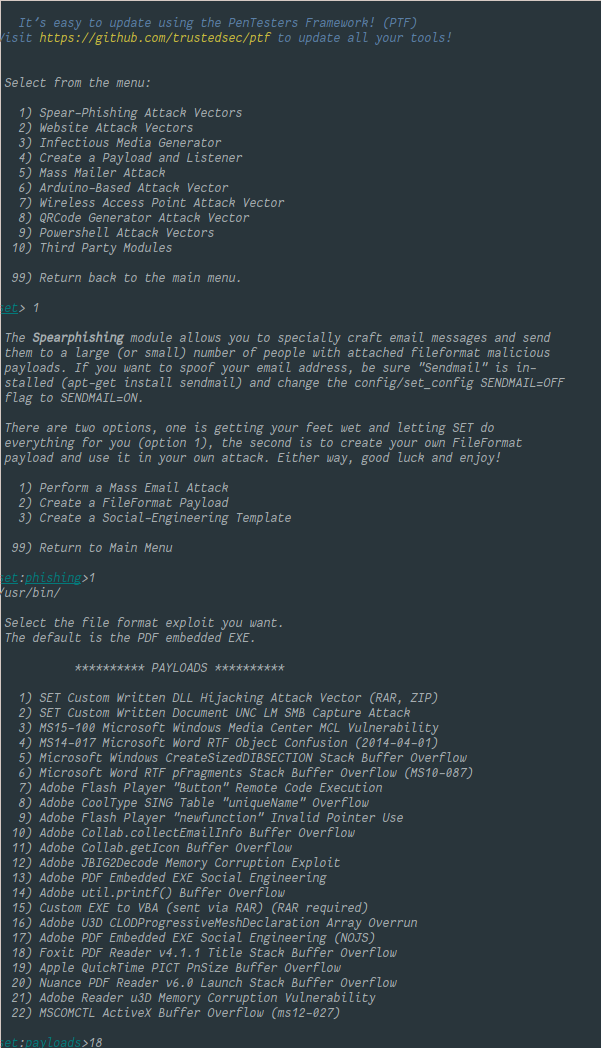 It's easy to update using the PenTesters Framework! (PTF)
Visit https://github.com/trustedsec/ptf to update all your tools!
Select from the menu:
1) Spear-Phishing Attack Vectors
2) Website Attack Vectors
3) Infectious Media Generator
4) Create a Payload and Listener
5) Mass Mailer Attack
6) Arduino-Based Attack Vector
7) Wireless Access Point Attack Vector
8) QRCode Generator Attack Vector
9) Powershell Attack Vectors
10) Third Party Modules
99) Return back to the main menu.
set> 1
The Spearphishing module allows you to specially craft email messages and send
them to a large (or small) number of people with attached fileformat malicious
payloads. If you want to spoof your email address, be sure "Sendmail" is in-
stalled (apt-get install sendmail) and change the config/set_config SENDMAIL=OFF
flag to SENDMAIL=ON.
There are two options, one is getting your feet wet and letting SET do
everything for you (option 1), the second is to create your own FileFormat
payload and use it in your own attack. Either way, good luck and enjoy!
1) Perform a Mass Email Attack
2) Create a FileFormat Payload
3) Create a Social-Engineering Template
99) Return to Main Menu
set:phishing>1
/usr/bin/
Select the file format exploit you want.
The default is the PDF embedded EXE.
********** PAYLOADS **********
1) SET Custom Written DLL Hijacking Attack Vector (RAR, ZIP)
2) SET Custom Written Document UNC LM SMB Capture Attack
3) MS15-100 Microsoft Windows Media Center MCL Vulnerability
4) MS14-017 Microsoft Word RTF Object Confusion (2014-04-01)
5) Microsoft Windows CreateSizedDIBSECTION Stack Buffer Overflow
6) Microsoft Word RTF pFragments Stack Buffer Overflow (MS10-087)
7) Adobe Flash Player "Button" Remote Code Execution
8) Adobe CoolType SING Table "uniqueName" Overflow
9) Adobe Flash Player "newfunction" Invalid Pointer Use
10) Adobe Collab.collectEmailInfo Buffer Overflow
11) Adobe Collab.getIcon Buffer Overflow
12) Adobe JBIG2Decode Memory Corruption Exploit
13) Adobe PDF Embedded EXE Social Engineering
14) Adobe util.printf() Buffer Overflow
15) Custom EXE to VBA (sent via RAR) (RAR required)
16) Adobe U3D CLODProgressiveMeshDeclaration Array Overrun
17) Adobe PDF Embedded EXE Social Engineering (NOJS)
18) Foxit PDF Reader v4.1.1 Title Stack Buffer Overflow
19) Apple QuickTime PICT PnSize Buffer Overflow
20) Nuance PDF Reader v6.0 Launch Stack Buffer Overflow
21) Adobe Reader u3D Memory Corruption Vulnerability
22) MSCOMCTL ActiveX Buffer Overflow (ms12-027)
set:payloads>18